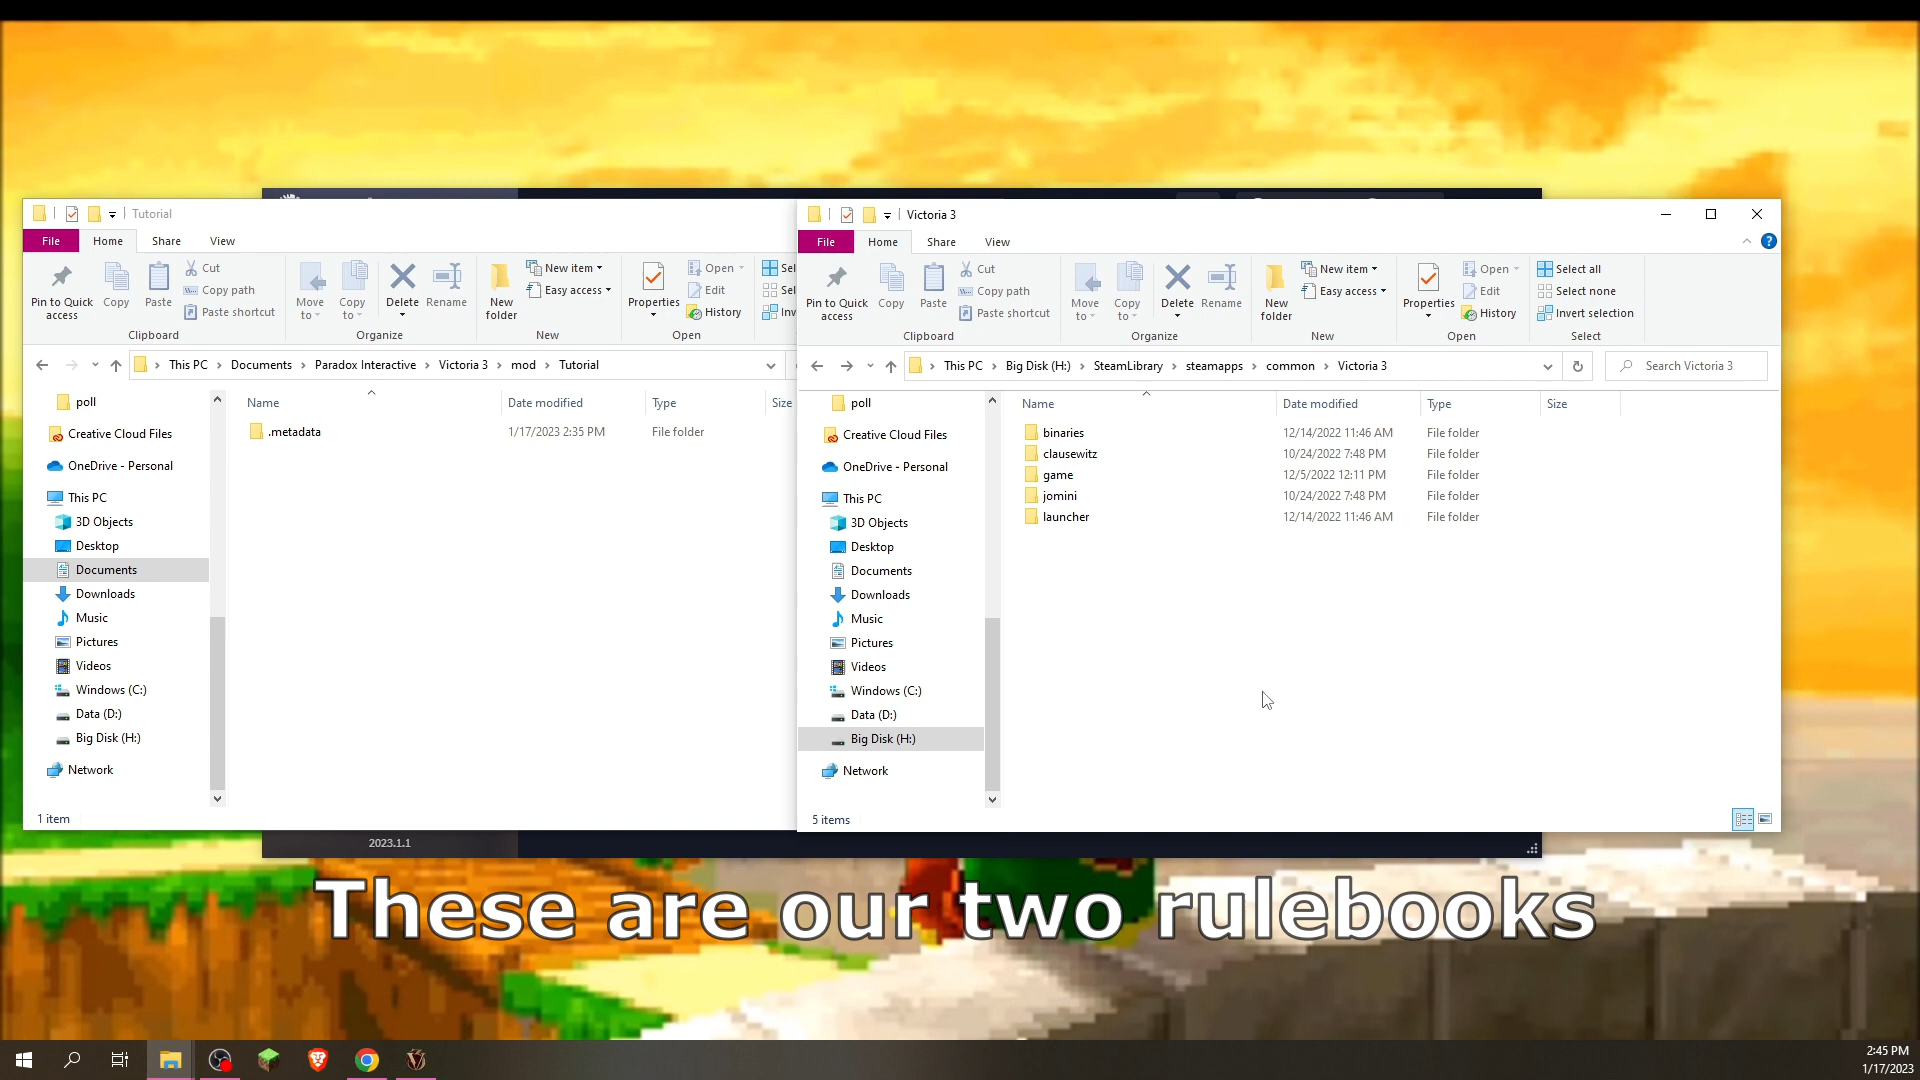 Tutorial
File Home Share View
Pin to Quick access
Copy
Paste
Cut
Copy path
Paste shortcut
Clipboard
Move to
Copy to
Delete
Rename
Organize
New folder
New item
Easy access
New
Properties
Open
Edit
History
Open
This PC > Documents > Paradox Interactive > Victoria 3 > mod > Tutorial
Name Date modified Type Size
.metadata 1/17/2023 2:35 PM File folder
poll
Creative Cloud Files
OneDrive - Personal
This PC
3D Objects
Desktop
Documents
Downloads
Music
Pictures
Videos
Windows (C:)
Data (D:)
Big Disk (H:)
Network
1 item
Victoria 3
File Home Share View
Pin to Quick access
Copy
Paste
Cut
Copy path
Paste shortcut
Clipboard
Move to
Copy to
Delete
Rename
Organize
New folder
New item
Easy access
New
Properties
Open
Edit
History
Open
Select all
Select none
Invert selection
Select
This PC > Big Disk (H:) > SteamLibrary > steamapps > common > Victoria 3
Search Victoria 3
Name Date modified Type Size
binaries 12/14/2022 11:46 AM File folder
clausewitz 10/24/2022 7:48 PM File folder
game 12/5/2022 12:11 PM File folder
jomini 10/24/2022 7:48 PM File folder
launcher 12/14/2022 11:46 AM File folder
poll
Creative Cloud Files
OneDrive - Personal
This PC
3D Objects
Desktop
Documents
Downloads
Music
Pictures
Videos
Windows (C:)
Data (D:)
Big Disk (H:)
Network
5 items
2023.1.1
These are our two rulebooks
2:45 PM
1/17/2023